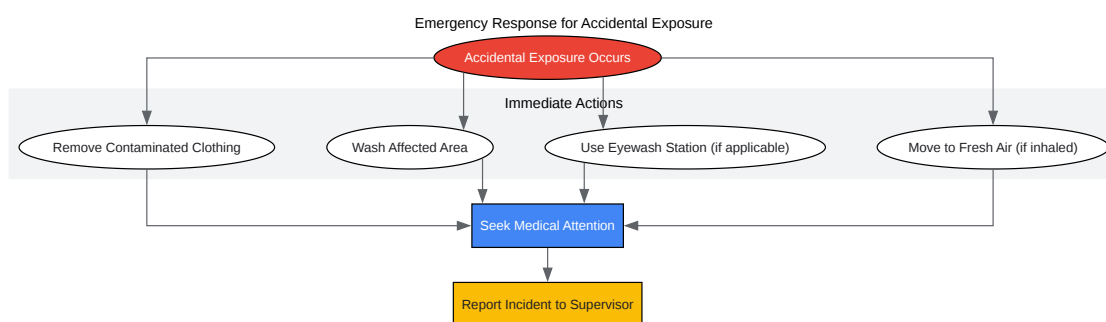 Emergency Response for Accidental Exposure
Accidental Exposure Occurs
Immediate Actions
Remove Contaminated Clothing
Wash Affected Area
Use Eyewash Station (if applicable)
Move to Fresh Air (if inhaled)
Seek Medical Attention
Report Incident to Supervisor